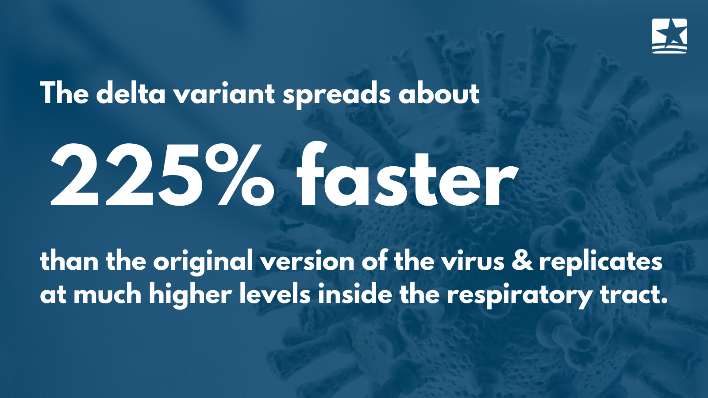 The delta variant spreads about
225% faster
than the original version of the virus & replicates
at much higher levels inside the respiratory tract.